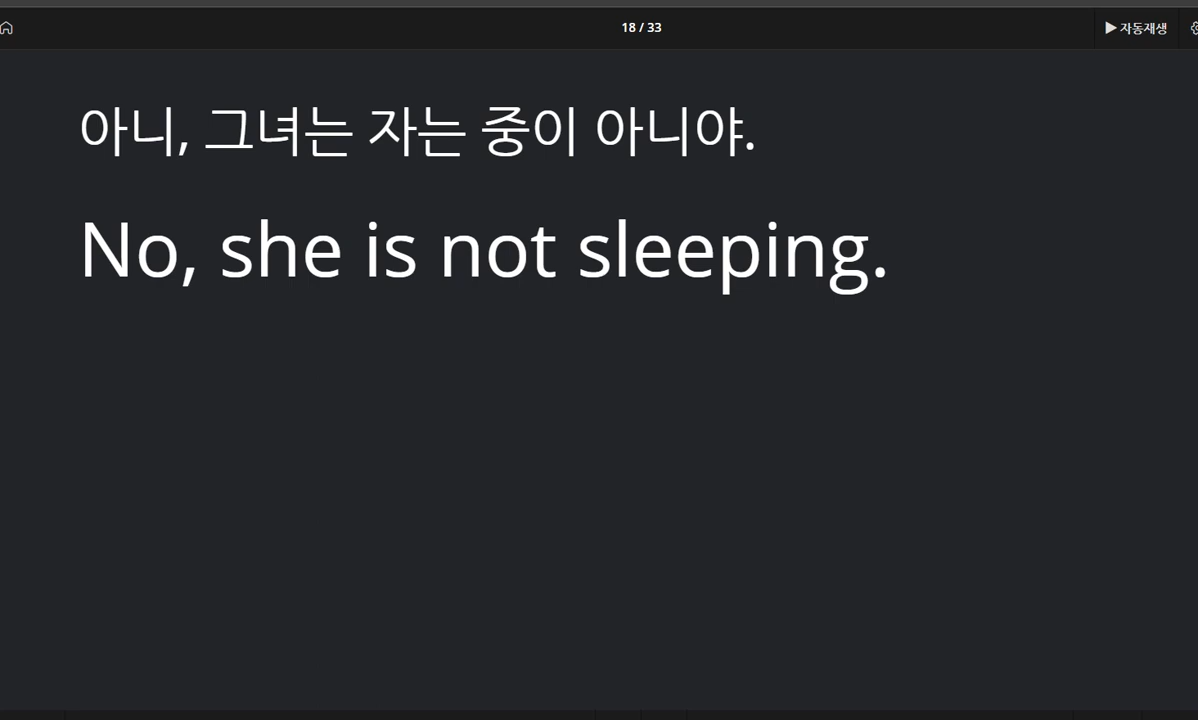 18 / 33
▶ 자동재생
아니, 그녀는 자는 중이 아니야.
No, she is not sleeping.